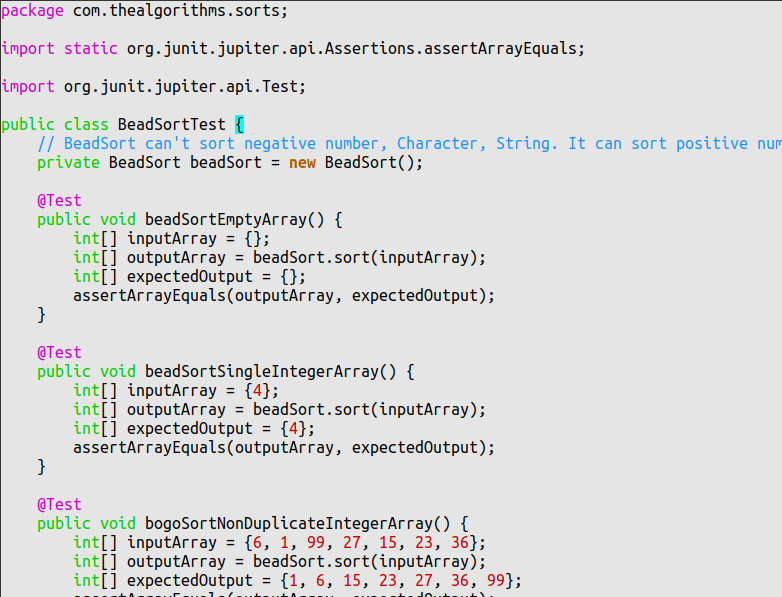 package com.thealgorithms.sorts;
import static org.junit.jupiter.api.Assertions.assertArrayEquals;
import org.junit.jupiter.api.Test;
public class BeadSortTest {
// BeadSort can't sort negative number, Character, String. It can sort positive
private BeadSort beadSort = new BeadSort();
@Test
public void beadSortEmptyArray() {
int[] inputArray = {};
int[] outputArray = beadSort.sort(inputArray);
int[] expectedOutput = {};
assertArrayEquals(outputArray, expectedOutput);
}
@Test
public void beadSortSingleIntegerArray() {
int[] inputArray = {4};
int[] outputArray = beadSort.sort(inputArray);
int[] expectedOutput = {4};
assertArrayEquals(outputArray, expectedOutput);
}
@Test
public void bogoSortNonDuplicateIntegerArray() {
int[] inputArray = {6, 1, 99, 27, 15, 23, 36};
int[] outputArray = beadSort.sort(inputArray);
int[] expectedOutput = {1, 6, 15, 23, 27, 36, 99};